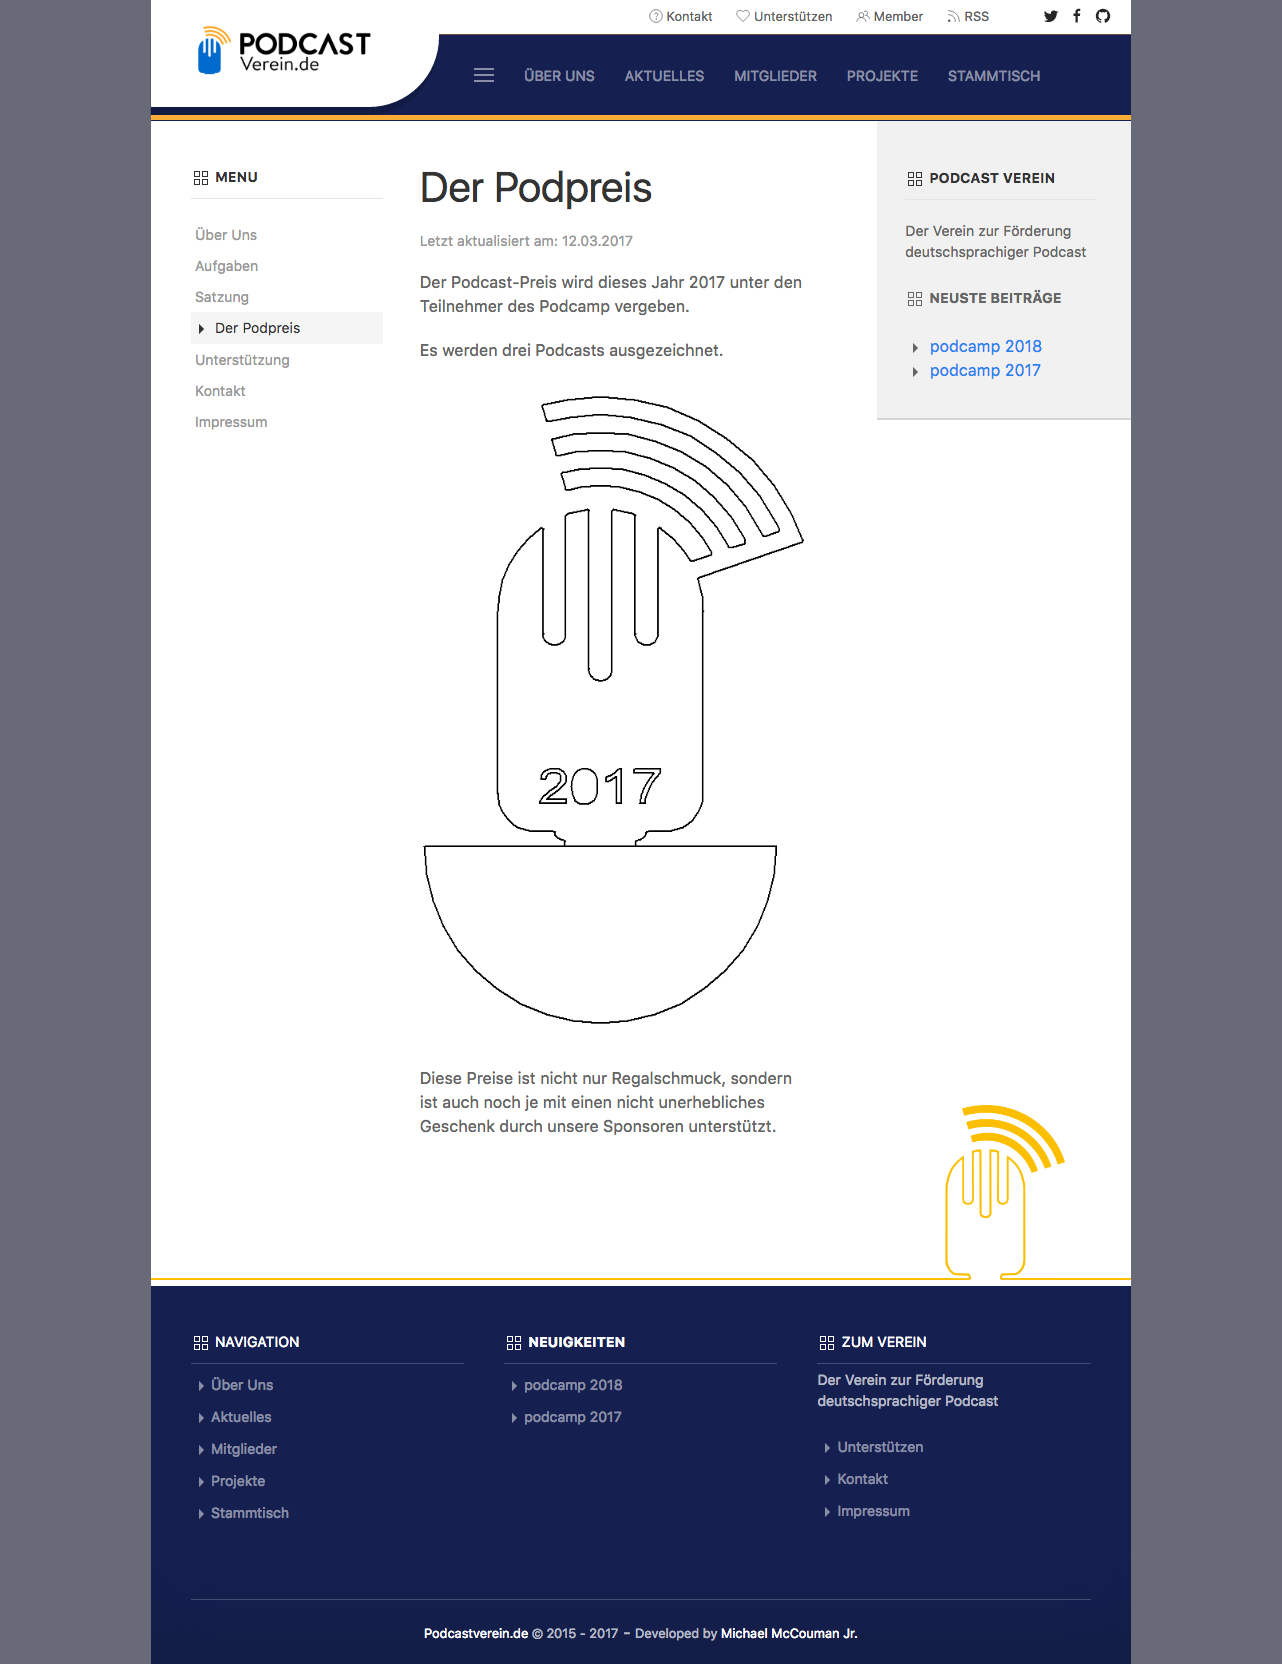 Kontakt Unterstützen Member RSS
PODCAST
Verein.de
ÜBER UNS AKTUELLES MITGLIEDER PROJEKTE STAMMTISCH
MENU
Über Uns
Aufgaben
Satzung
Der Podpreis
Unterstützung
Kontakt
Impressum
Der Podpreis
Letzt aktualisiert am: 12.03.2017
Der Podcast-Preis wird dieses Jahr 2017 unter den
Teilnehmer des Podcamp vergeben.
Es werden drei Podcasts ausgezeichnet.
2017
Diese Preise ist nicht nur Regalschmuck, sondern
ist auch noch je mit einen nicht unerhebliches
Geschenk durch unsere Sponsoren unterstützt.
PODCAST VEREIN
Der Verein zur Förderung
deutschsprachiger Podcast
NEUSTE BEITRÄGE
podcamp 2018
podcamp 2017
NAVIGATION
Über Uns
Aktuelles
Mitglieder
Projekte
Stammtisch
NEUIGKEITEN
podcamp 2018
podcamp 2017
ZUM VEREIN
Der Verein zur Förderung
deutschsprachiger Podcast
Unterstützen
Kontakt
Impressum
Podcastverein.de © 2015 - 2017 – Developed by Michael McCouman Jr.